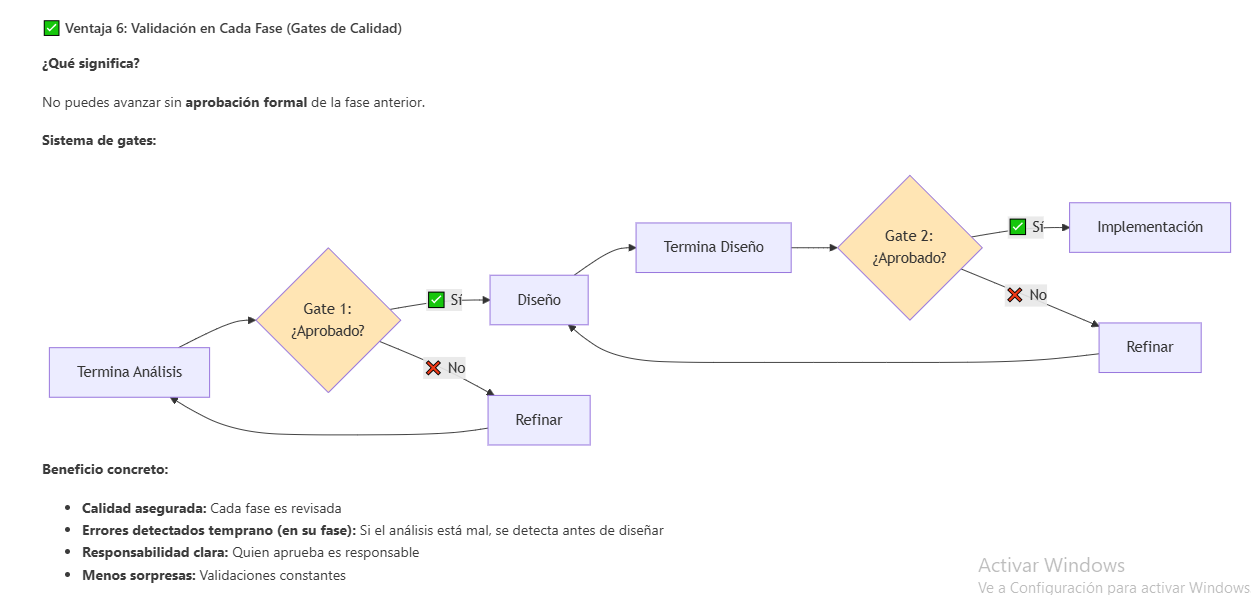 ✅ Ventaja 6: Validación en Cada Fase (Gates de Calidad)
¿Qué significa?
No puedes avanzar sin aprobación formal de la fase anterior.
Sistema de gates:
Termina Análisis
Gate 1:
¿Aprobado?
✅ Sí
❌ No
Diseño
Refinar
Termina Diseño
Gate 2:
¿Aprobado?
✅ Sí
❌ No
Implementación
Refinar
Beneficio concreto:
• Calidad asegurada: Cada fase es revisada
• Errores detectados temprano (en su fase): Si el análisis está mal, se detecta antes de diseñar
• Responsabilidad clara: Quien aprueba es responsable
• Menos sorpresas: Validaciones constantes
Activar Windows
Ve a Configuración para activar Windows